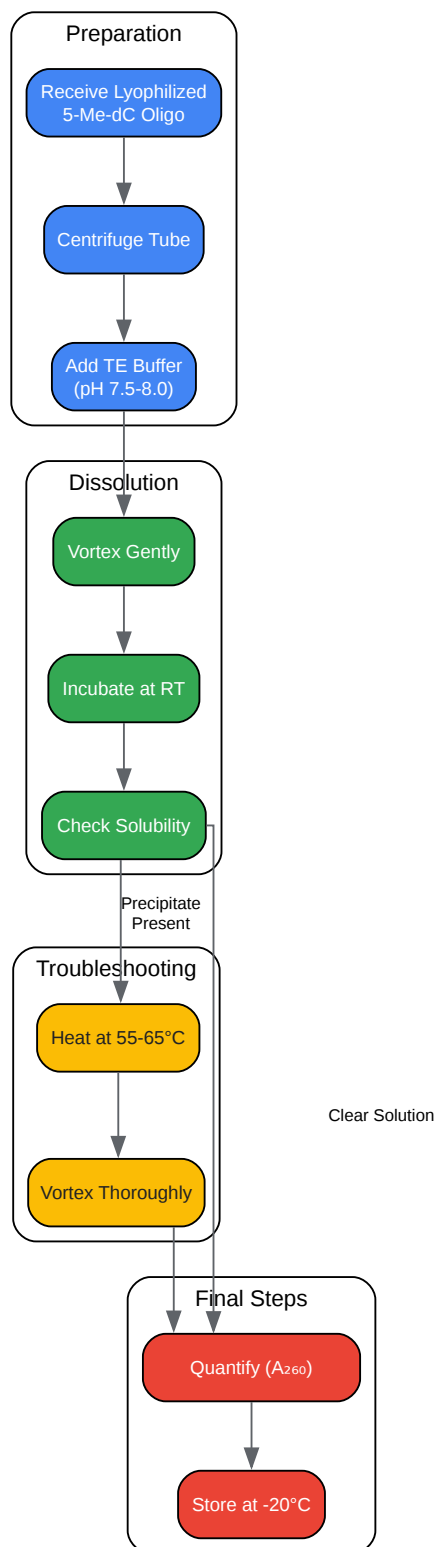 Preparation
Receive Lyophilized
5-Me-dC Oligo
Centrifuge Tube
Add TE Buffer
(pH 7.5-8.0)
Dissolution
Vortex Gently
Incubate at RT
Check Solubility
Precipitate
Present
Troubleshooting
Heat at 55-65°C
Clear Solution
Vortex Thoroughly
Final Steps
Quantify (A₂₆₀)
Store at -20°C